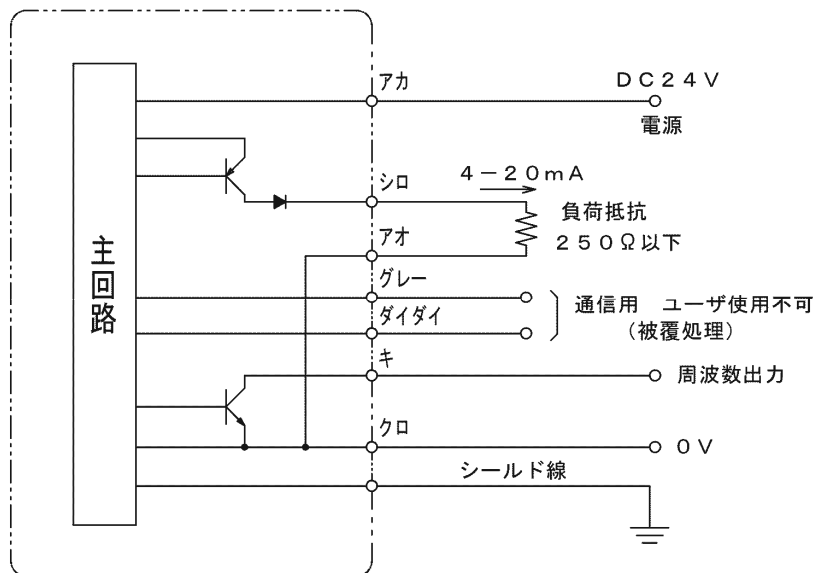 主回路
アカ
DC24V
電源
シロ
4-20mA
負荷抵抗
250Ω以下
アオ
グレー
ダイダイ
通信用 ユーザ使用不可
(被覆処理)
キ
周波数出力
クロ
0V
シールド線